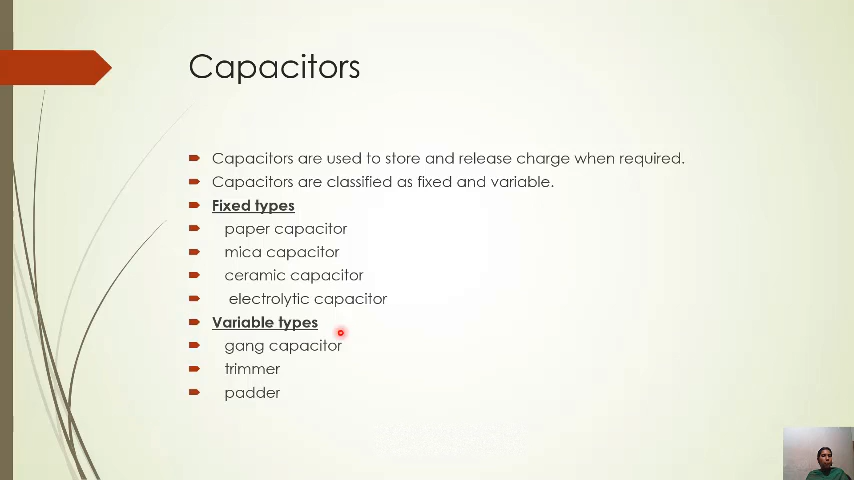 Capacitors
Capacitors are used to store and release charge when required.
Capacitors are classified as fixed and variable.
Fixed types
paper capacitor
mica capacitor
ceramic capacitor
electrolytic capacitor
Variable types
gang capacitor
trimmer
padder